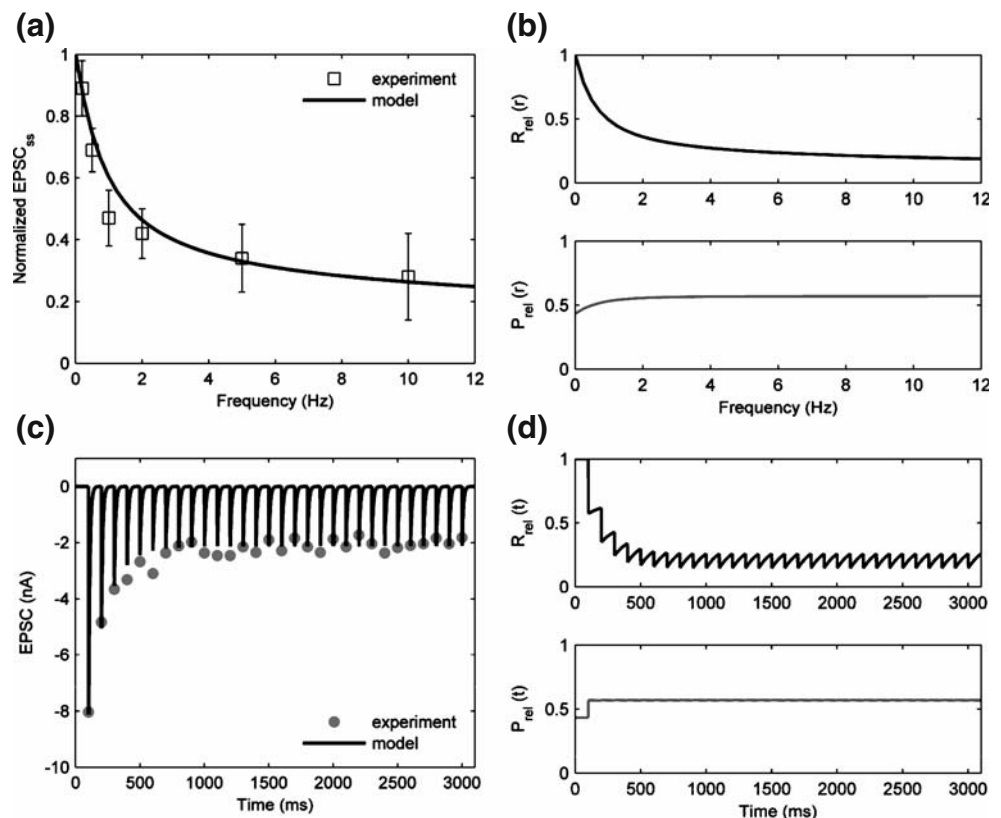 (a)
1
0.8
0.6
0.4
0.2
0
Normalized EPSC_ss
experiment
model
0 2 4 6 8 10 12
Frequency (Hz)
(b)
1
0.5
0
R_rel (r)
0 2 4 6 8 10 12
1
0.5
0
P_rel (r)
0 2 4 6 8 10 12
Frequency (Hz)
(c)
0
-2
-4
-6
-8
-10
EPSC (nA)
experiment
model
0 500 1000 1500 2000 2500 3000
Time (ms)
(d)
1
0.5
0
R_rel (t)
0 500 1000 1500 2000 2500 3000
1
0.5
0
P_rel (t)
0 500 1000 1500 2000 2500 3000
Time (ms)